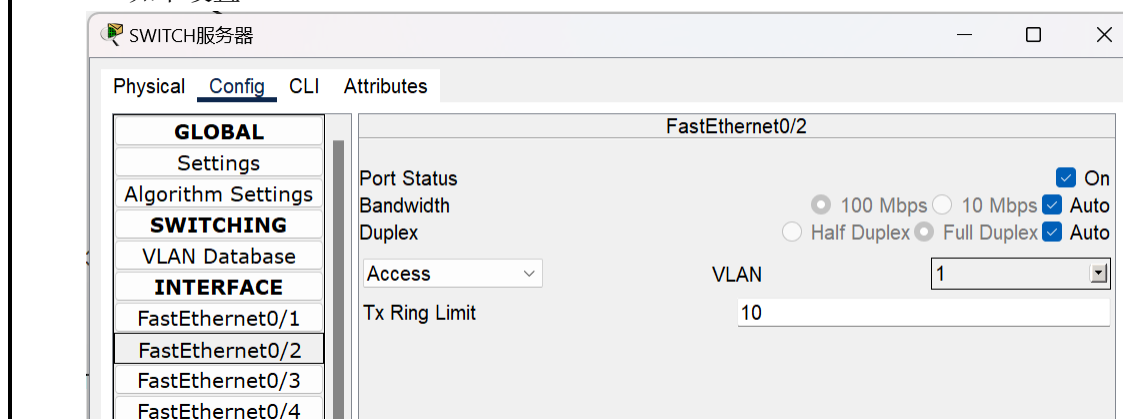 SWITCH服务器
Physical Config CLI Attributes
GLOBAL
Settings
Algorithm Settings
SWITCHING
VLAN Database
INTERFACE
FastEthernet0/1
FastEthernet0/2
FastEthernet0/3
FastEthernet0/4
FastEthernet0/2
Port Status On
Bandwidth 100 Mbps 10 Mbps Auto
Duplex Half Duplex Full Duplex Auto
Access VLAN 1
Tx Ring Limit 10